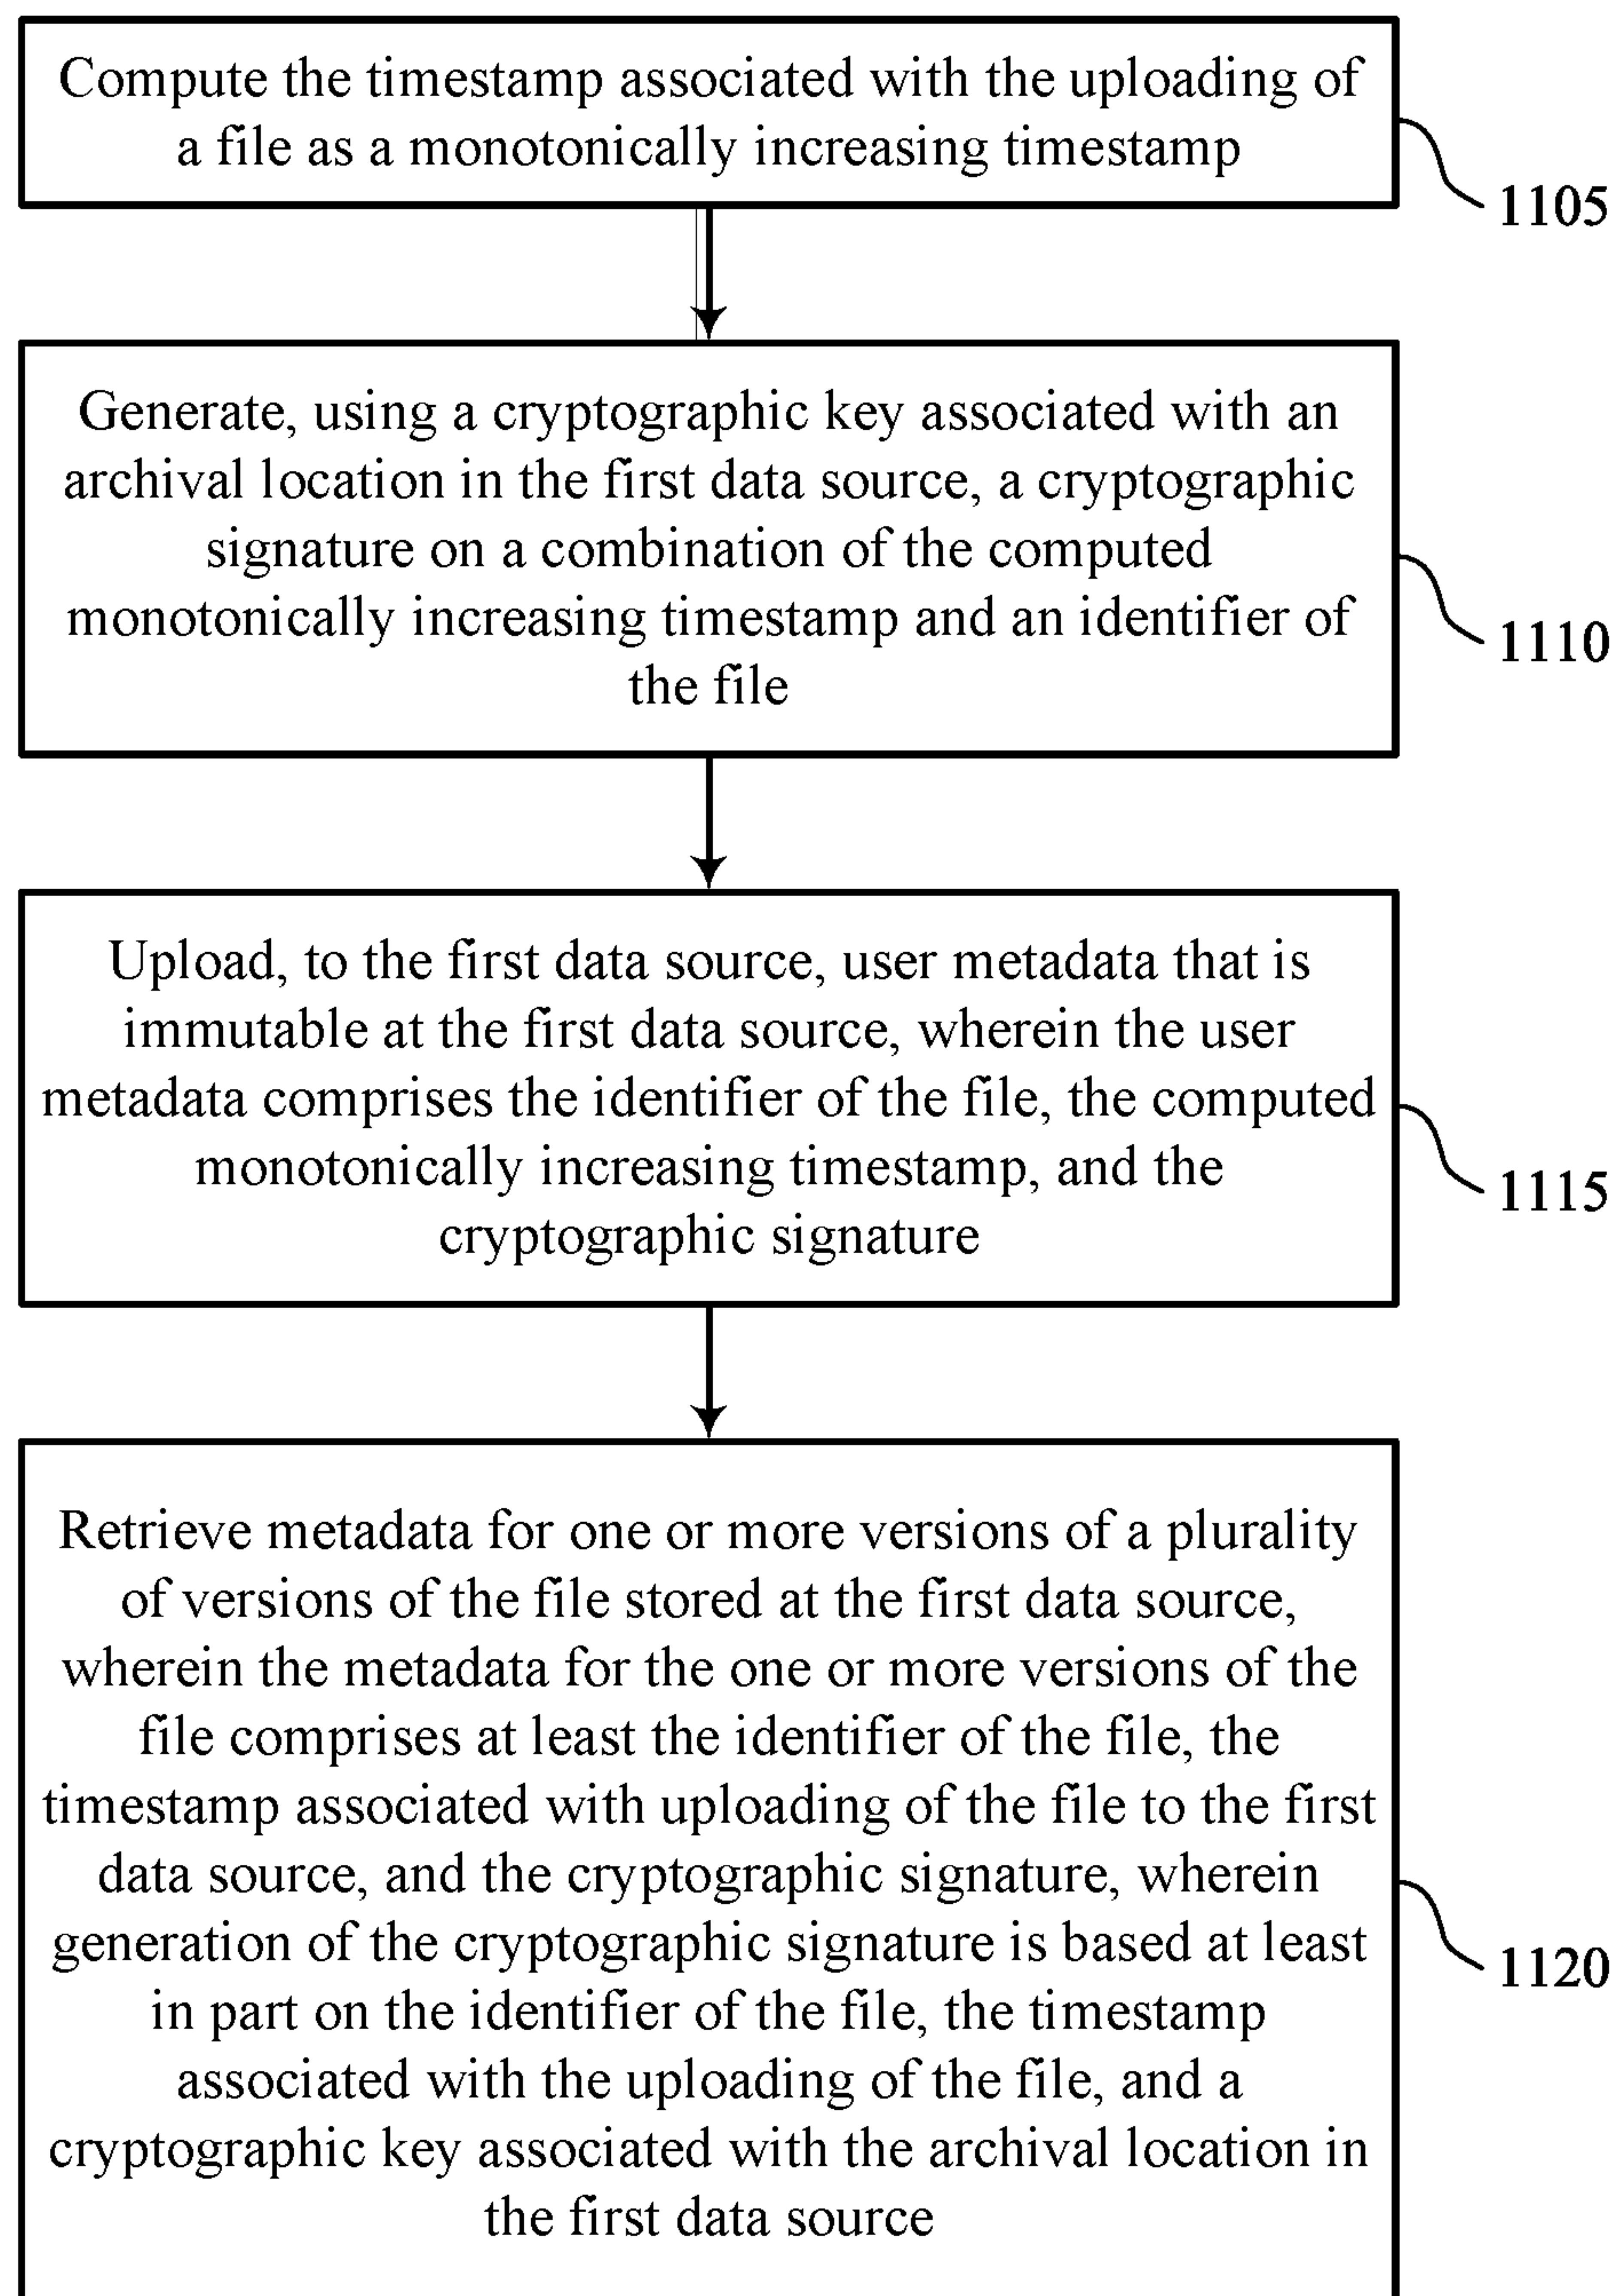 Compute the timestamp associated with the uploading of
a file as a monotonically increasing timestamp
1105
Generate, using a cryptographic key associated with an
archival location in the first data source, a cryptographic
signature on a combination of the computed
monotonically increasing timestamp and an identifier of
the file
1110
Upload, to the first data source, user metadata that is
immutable at the first data source, wherein the user
metadata comprises the identifier of the file, the computed
monotonically increasing timestamp, and the
cryptographic signature
1115
Retrieve metadata for one or more versions of a plurality
of versions of the file stored at the first data source,
wherein the metadata for the one or more versions of the
file comprises at least the identifier of the file, the
timestamp associated with uploading of the file to the first
data source, and the cryptographic signature, wherein
generation of the cryptographic signature is based at least
in part on the identifier of the file, the timestamp
associated with the uploading of the file, and a
cryptographic key associated with the archival location in
the first data source
1120